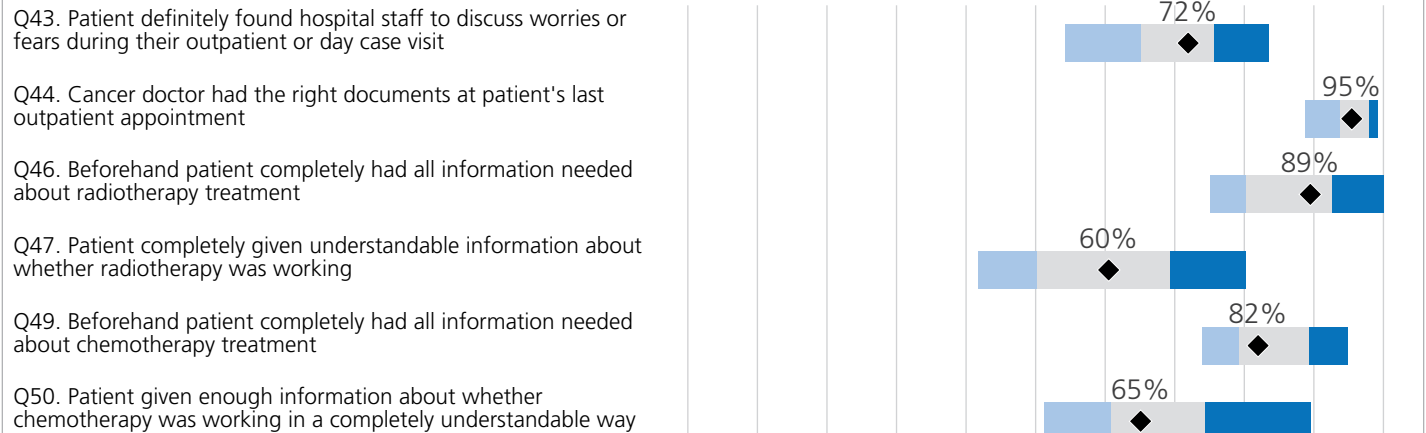 Q43. Patient definitely found hospital staff to discuss worries or
fears during their outpatient or day case visit
72%
Q44. Cancer doctor had the right documents at patient's last
outpatient appointment
95%
Q46. Beforehand patient completely had all information needed
about radiotherapy treatment
89%
Q47. Patient completely given understandable information about
whether radiotherapy was working
60%
Q49. Beforehand patient completely had all information needed
about chemotherapy treatment
82%
Q50. Patient given enough information about whether
chemotherapy was working in a completely understandable way
65%